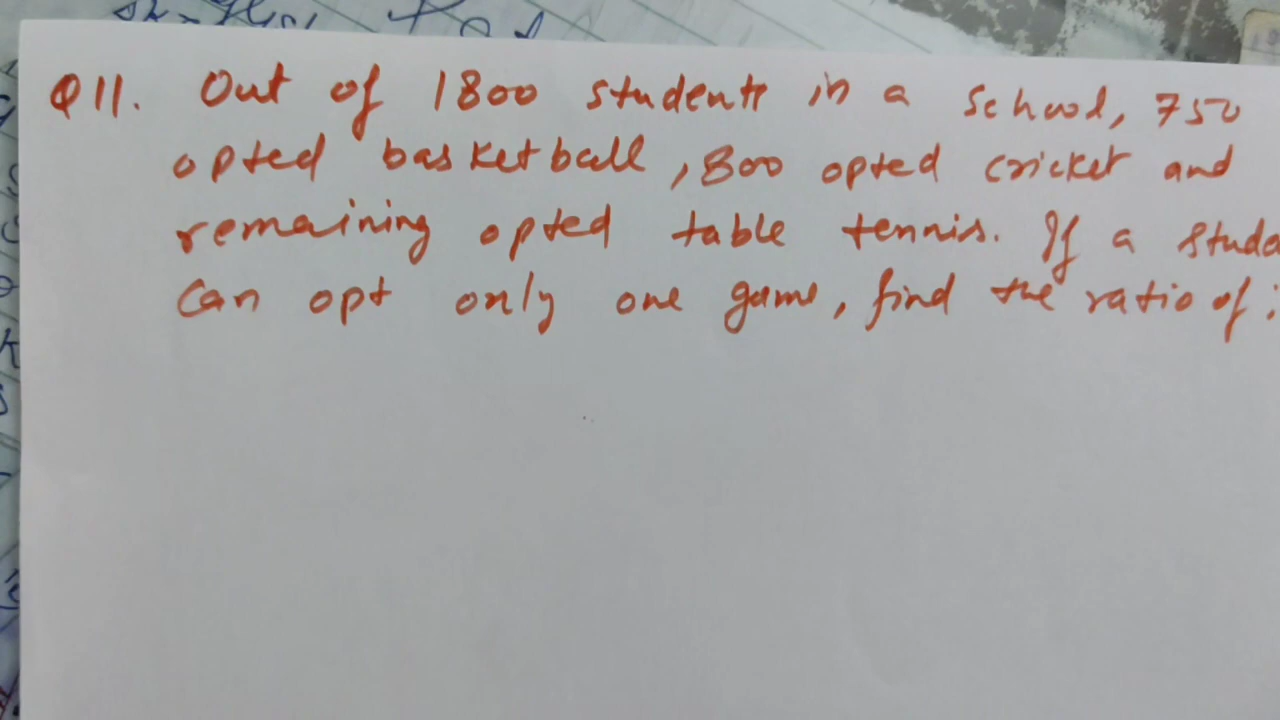 Q11. Out of 1800 students in a School, 750
opted basketball, 800 opted cricket and
remaining opted table tennis. If a stude
Can opt only one game, find the ratio of: